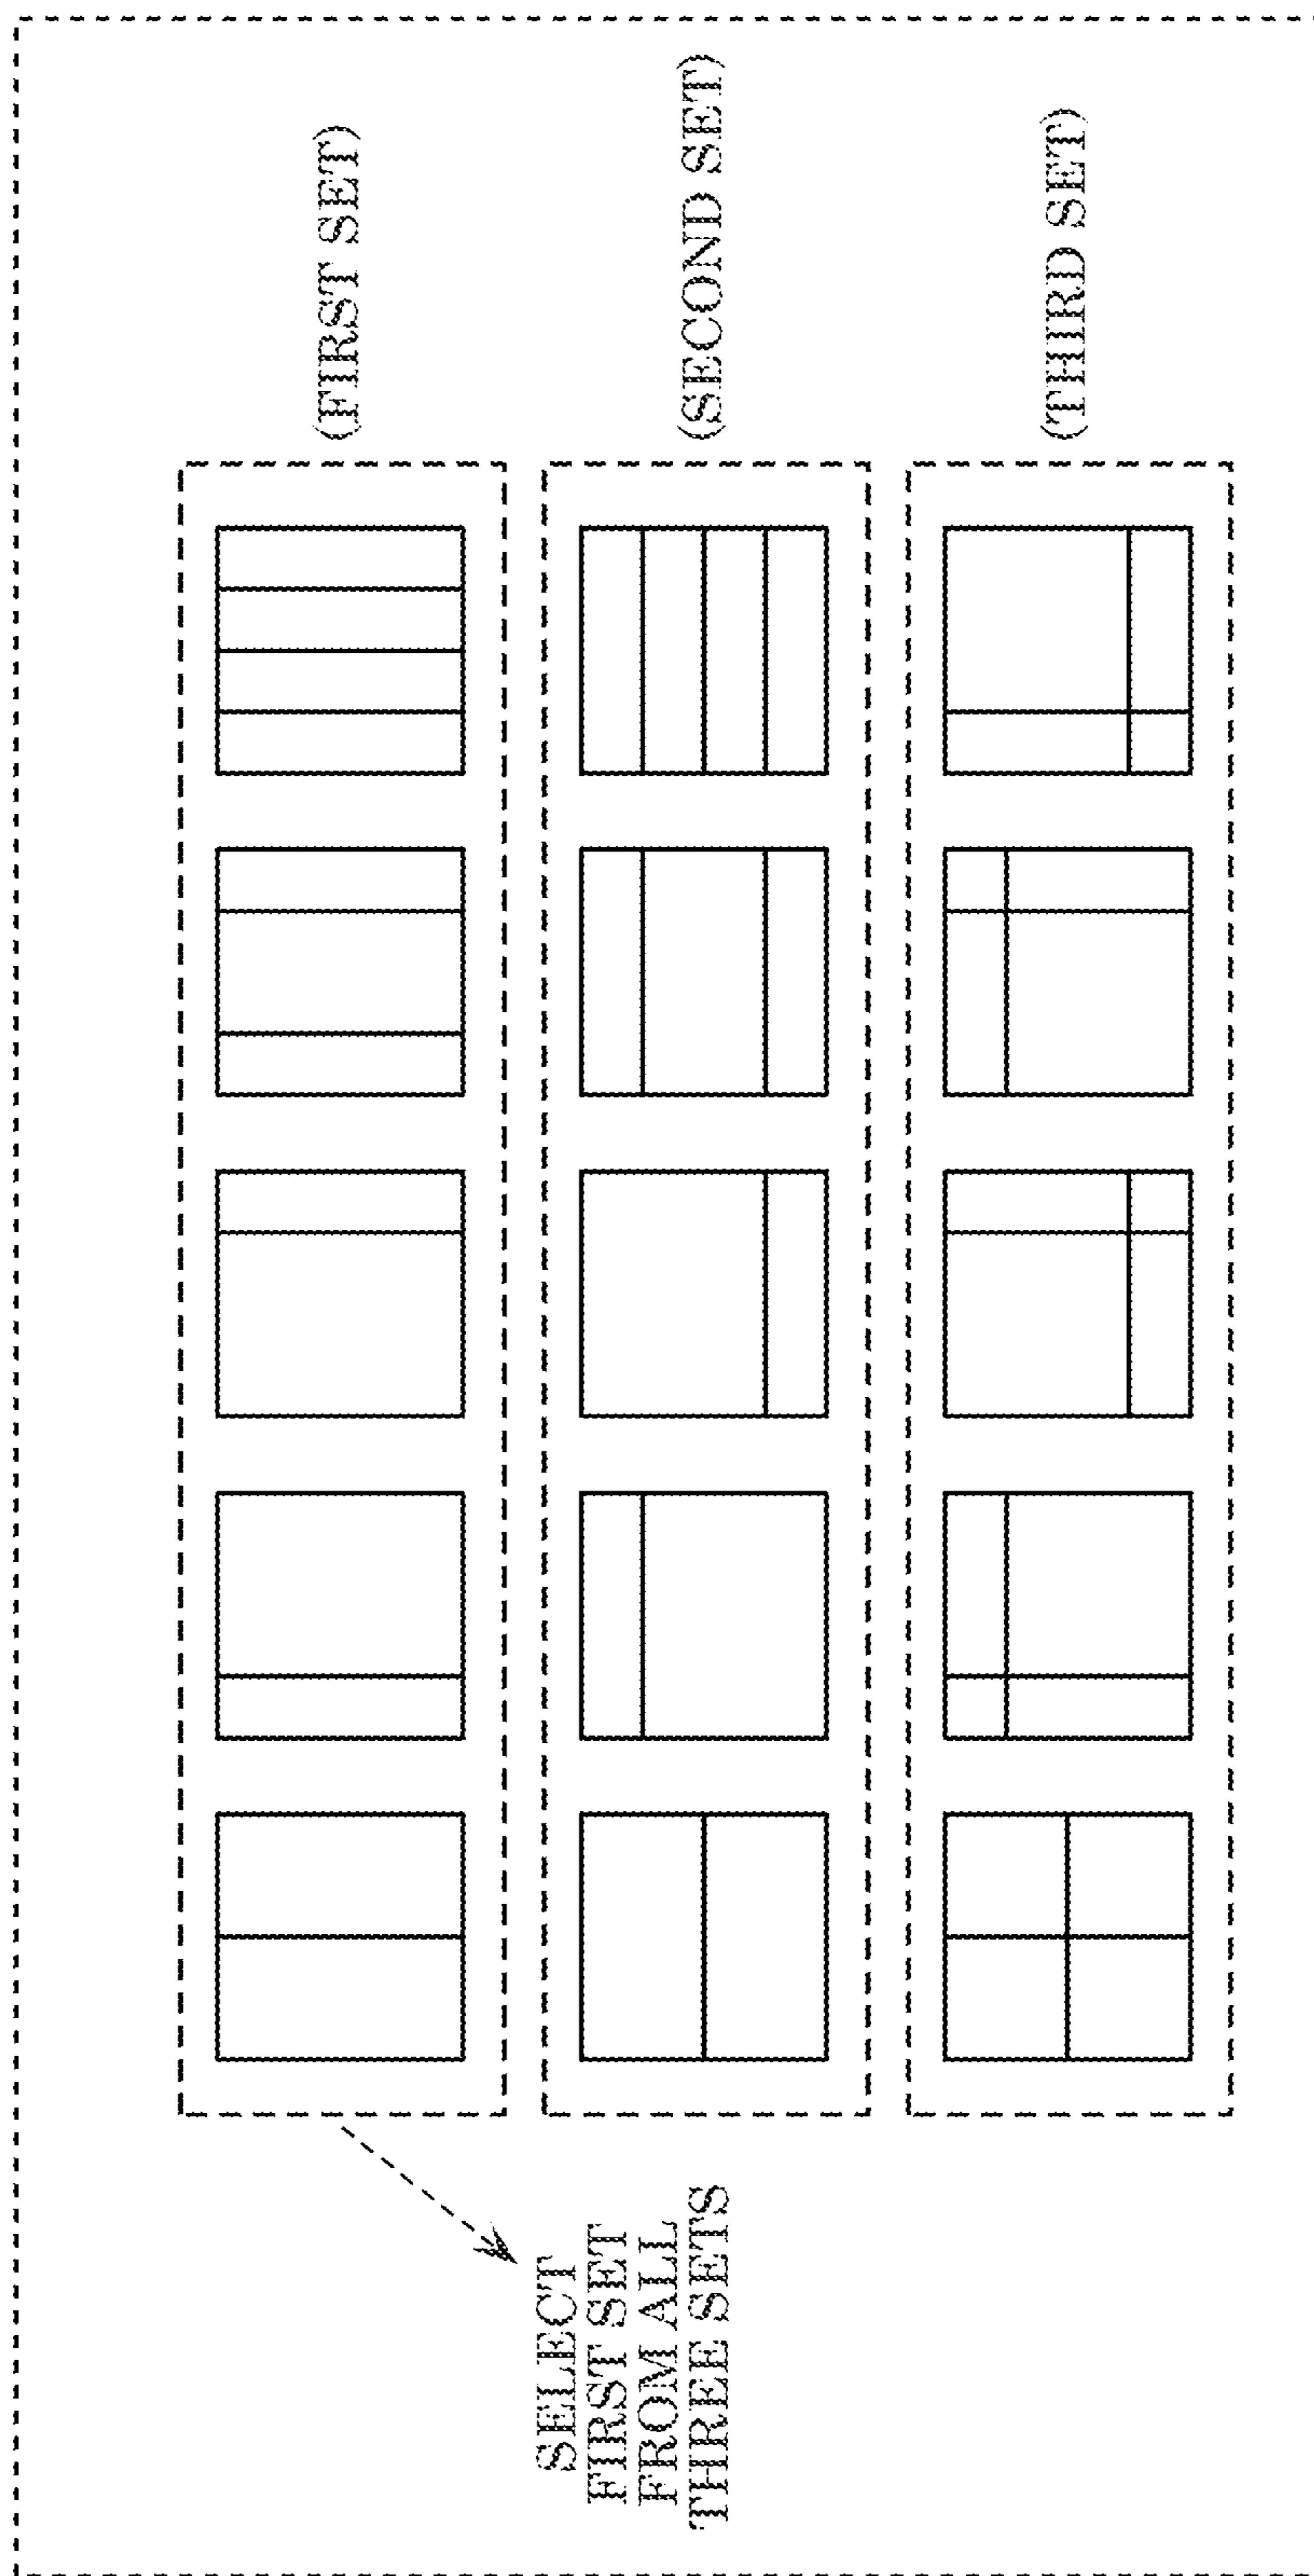 (FIRST SET)
(SECOND SET)
(THIRD SET)
SELECT
FIRST SET
FROM ALL
THREE SETS